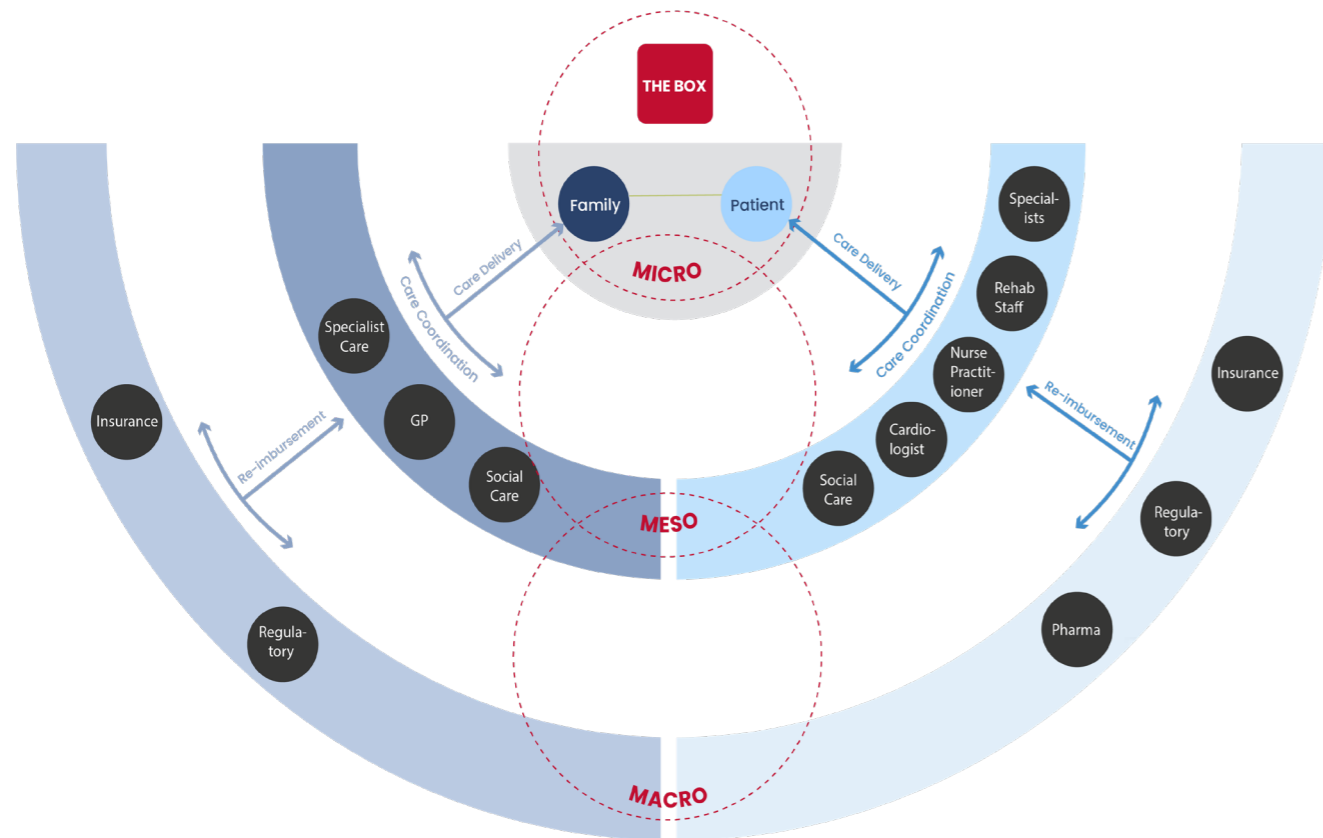 THE BOX
Family
Patient
MICRO
Care Delivery
Care Coordination
Care Delivery
Care Coordination
Special-
ists
Rehab
Staff
Nurse
Practit-
ioner
Cardio-
logist
Social
Care
Specialist
Care
GP
Social
Care
MESO
Insurance
Re-imbursement
Regula-
tory
Re-imbursement
Insurance
Regula-
tory
Pharma
MACRO